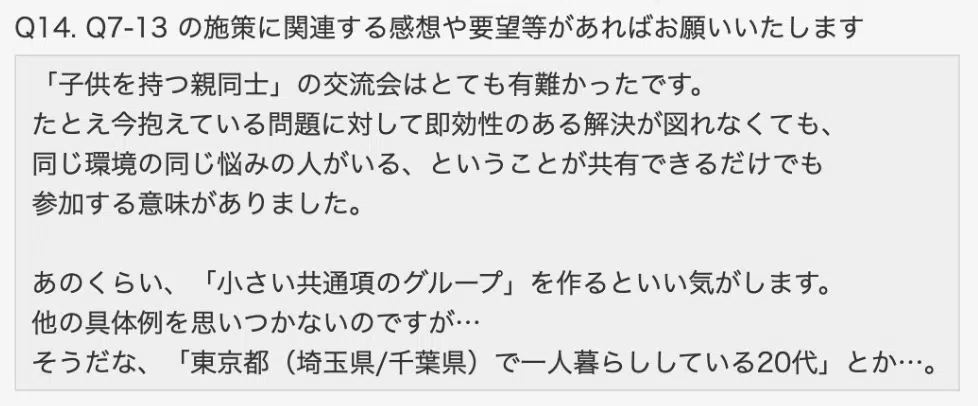 Q14. Q7-13 の施策に関連する感想や要望等があればお願いいたします
「子供を持つ親同士」の交流会はとても有難かったです。
たとえ今抱えている問題に対して即効性のある解決が図れなくても、
同じ環境の同じ悩みの人がいる、ということが共有できるだけでも
参加する意味がありました。
あのくらい、「小さい共通項のグループ」を作るといい気がします。
他の具体例を思いつかないのですが…
そうだな、「東京都（埼玉県/千葉県）で一人暮らししている20代」とか…。